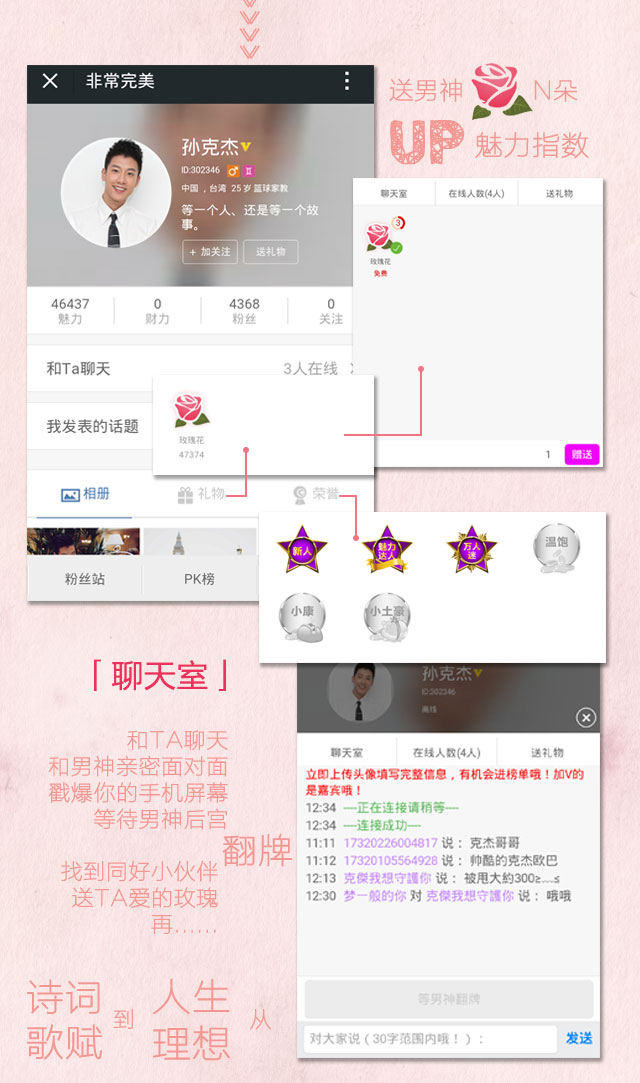 非常完美
送男神 N朵
UP 魅力指数
孙克杰
ID:302346
中国，台湾 25岁 篮球家教
等一个人、还是等一个故
事。
+ 加关注
送礼物
46437
0
4368
0
魅力
财力
粉丝
关注
和Ta聊天
3人在线
我发表的话题
相册
礼物
荣誉
粉丝站
PK榜
聊天室
在线人数(4人)
送礼物
3
玫瑰花
免费
1
赠送
玫瑰花
47374
新人
魅力
达人
万人
迷
温饱
小康
小土豪
「聊天室」
和TA聊天
和男神亲密面对面
戳爆你的手机屏幕
等待男神后宫
翻牌
找到同好小伙伴
送TA爱的玫瑰
再……
诗词
歌赋
到
人生
理想
从
孙克杰
ID:302346
离线
聊天室
在线人数(4人)
送礼物
立即上传头像填写完整信息，有机会进榜单哦！加V的
是嘉宾哦！
12:34 ----正在连接请稍等----
12:34 ----连接成功----
11:11 17320226004817 说： 克杰哥哥
11:12 17320105564928 说： 帅酷的克杰欧巴
12:13 克傑我想守護你 说： 被甩大約300≥﹏≤
12:30 梦一般的你 对 克傑我想守護你 说： 哦哦
等男神翻牌
对大家说（30字范围内哦！）：
发送